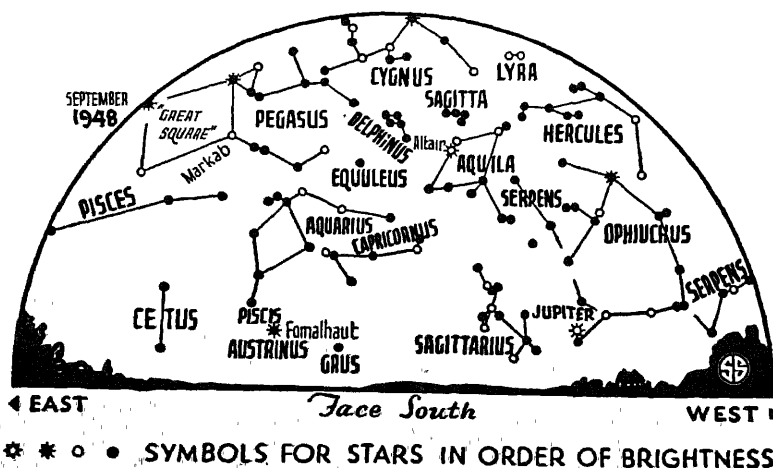 CYGNUS
LYRA
SEPTEMBER
1948
"GREAT
SQUARE"
PEGASUS
DELPHINUS
SAGITTA
HERCULES
Markab
Altair
AQUILA
EQUULEUS
SERPENS
PISCES
AQUARIUS
CAPRICORNUS
OPHIUCHUS
SERPENS
CETUS
PISCIS
AUSTRINUS
Fomalhaut
GRUS
SAGITTARIUS
JUPITER
SS
EAST
Face South
WEST
SYMBOLS FOR STARS IN ORDER OF BRIGHTNESS